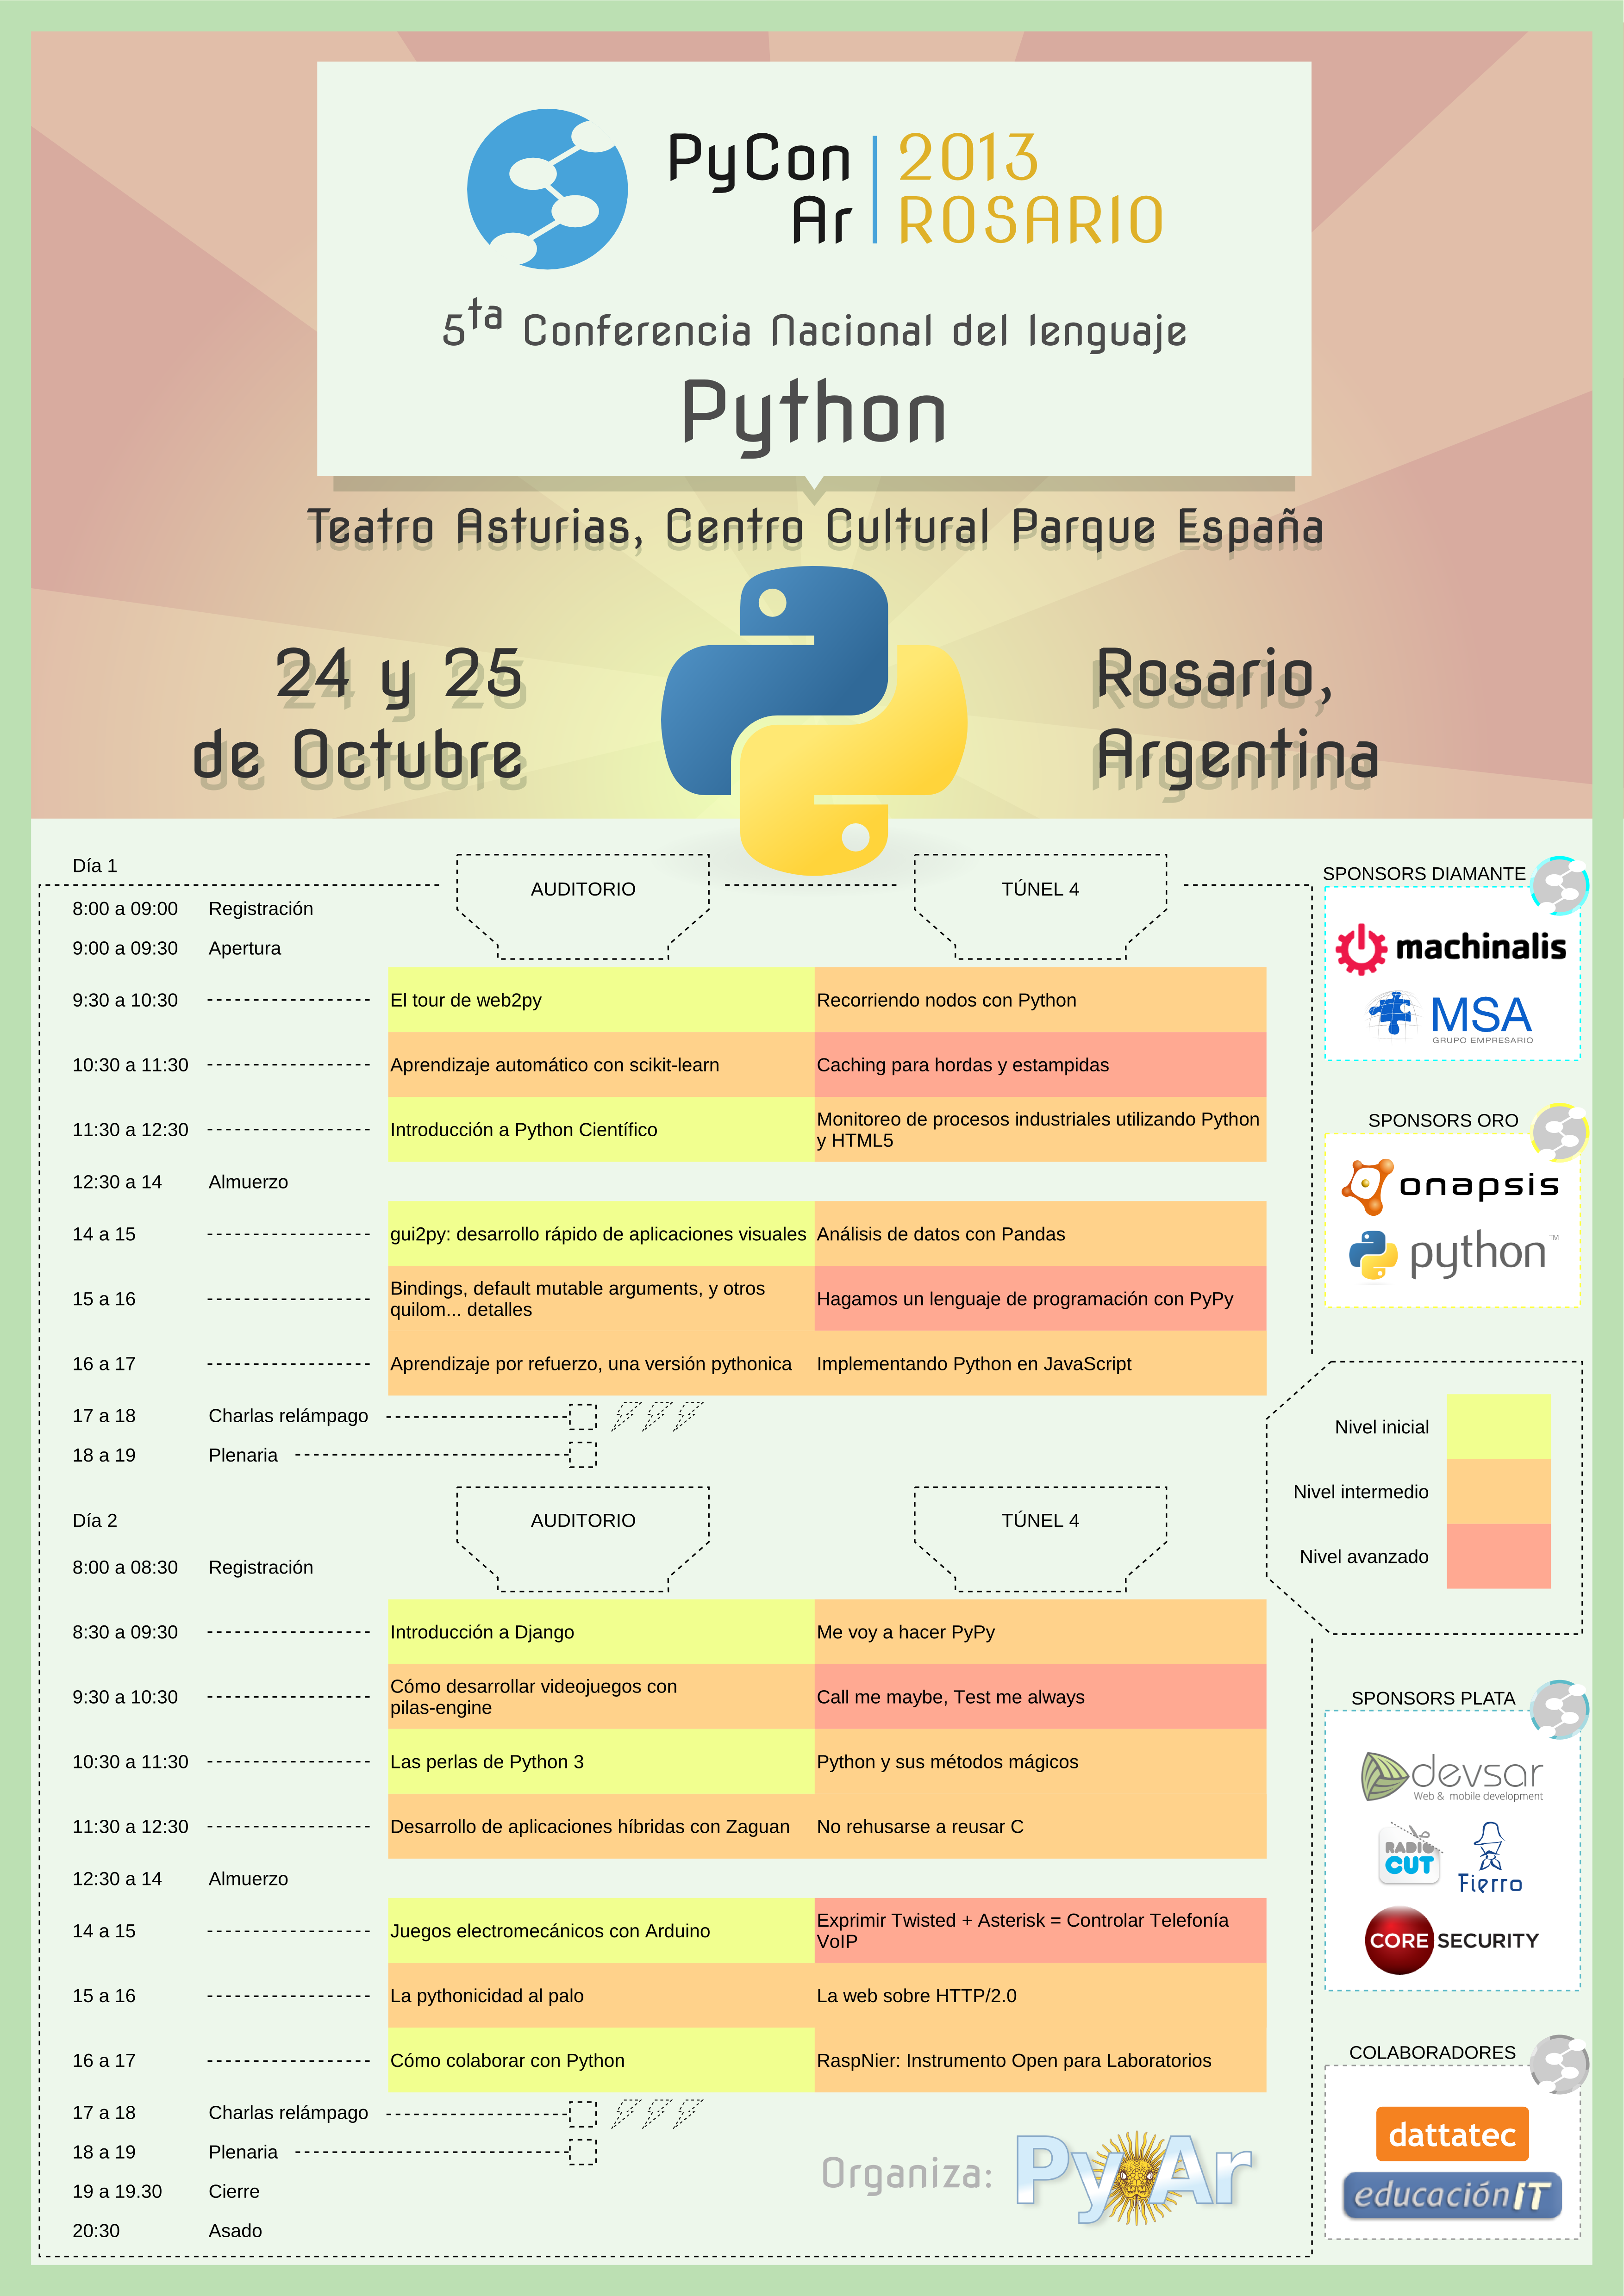 PyCon
Ar
2013
ROSARIO
5ta Conferencia Nacional del lenguaje
Python
Teatro Asturias, Centro Cultural Parque España
24 y 25
de Octubre
Rosario,
Argentina
Día 1
AUDITORIO
TÚNEL 4
8:00 a 09:00 Registración
9:00 a 09:30 Apertura
9:30 a 10:30 El tour de web2py Recorriendo nodos con Python
10:30 a 11:30 Aprendizaje automático con scikit-learn Caching para hordas y estampidas
11:30 a 12:30 Introducción a Python Científico Monitoreo de procesos industriales utilizando Python
y HTML5
12:30 a 14 Almuerzo
14 a 15 gui2py: desarrollo rápido de aplicaciones visuales Análisis de datos con Pandas
15 a 16 Bindings, default mutable arguments, y otros
quilom... detalles
Hagamos un lenguaje de programación con PyPy
16 a 17 Aprendizaje por refuerzo, una versión pythonica Implementando Python en JavaScript
17 a 18 Charlas relámpago
18 a 19 Plenaria
Día 2
AUDITORIO
TÚNEL 4
8:00 a 08:30 Registración
8:30 a 09:30 Introducción a Django Me voy a hacer PyPy
9:30 a 10:30 Cómo desarrollar videojuegos con
pilas-engine
Call me maybe, Test me always
10:30 a 11:30 Las perlas de Python 3 Python y sus métodos mágicos
11:30 a 12:30 Desarrollo de aplicaciones híbridas con Zaguan No rehusarse a reusar C
12:30 a 14 Almuerzo
14 a 15 Juegos electromecánicos con Arduino Exprimir Twisted + Asterisk = Controlar Telefonía
VoIP
15 a 16 La pythonicidad al palo La web sobre HTTP/2.0
16 a 17 Cómo colaborar con Python RaspNier: Instrumento Open para Laboratorios
17 a 18 Charlas relámpago
18 a 19 Plenaria
19 a 19.30 Cierre
20:30 Asado
Organiza:
PyAr
SPONSORS DIAMANTE
machinalis
MSA
GRUPO EMPRESARIO
SPONSORS ORO
onapsis
python™
Nivel inicial
Nivel intermedio
Nivel avanzado
SPONSORS PLATA
devsar
Web & mobile development
RADIO
CUT
Fierro
CORE SECURITY
COLABORADORES
dattatec
educaciónIT